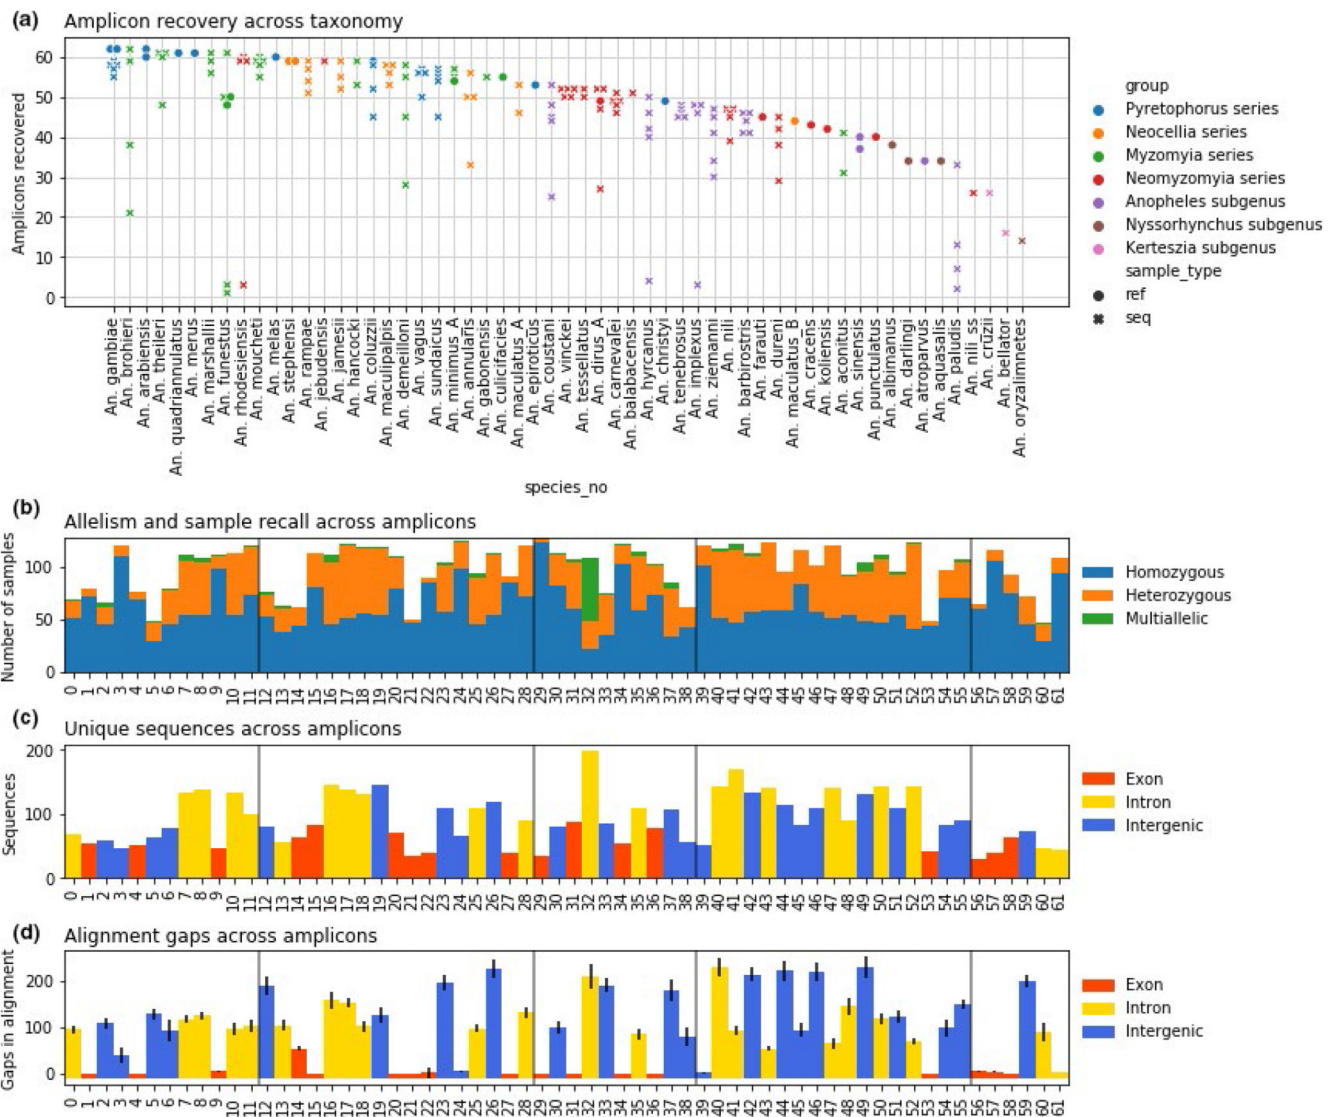 (a) Amplicon recovery across taxonomy
Amplicons recovered
60
50
40
30
20
10
0
An. gambiae
An. brohieri
An. arabiensis
An. theileri
An. quadriannulatus
An. merus
An. marshallii
An. funestus
An. rhodesiensis
An. moucheti
An. melas
An. stephensi
An. rampae
An. jebudensis
An. jamesii
An. hancocki
An. coluzzii
An. maculipalpis
An. demeilloni
An. vagus
An. sundaicus
An. minimus_A
An. annularis
An. gabonensis
An. culicifacies
An. maculatus_A
An. epiroticus
An. coustani
An. vinckei
An. tessellatus
An. dirus_A
An. carnevalei
An. balabacensis
An. hyrcanus
An. christyi
An. tenebrosus
An. implexus
An. ziemanni
An. nili
An. barbirostris
An. farauti
An. dureni
An. maculatus_B
An. cracens
An. koliensis
An. aconitus
An. sinensis
An. punctulatus
An. albimanus
An. darlingi
An. atroparvus
An. aquasalis
An. paludis
An. nili_ss
An. cruzii
An. bellator
An. oryzalimnetes
species_no
group
Pyretophorus series
Neocellia series
Myzomyia series
Neomyzomyia series
Anopheles subgenus
Nyssorhynchus subgenus
Kerteszia subgenus
sample_type
ref
seq
(b) Allelism and sample recall across amplicons
Number of samples
100
50
0
0 1 2 3 4 5 6 7 8 9 10 11 12 13 14 15 16 17 18 19 20 21 22 23 24 25 26 27 28 29 30 31 32 33 34 35 36 37 38 39 40 41 42 43 44 45 46 47 48 49 50 51 52 53 54 55 56 57 58 59 60 61
Homozygous
Heterozygous
Multiallelic
(c) Unique sequences across amplicons
Sequences
200
100
0
0 1 2 3 4 5 6 7 8 9 10 11 12 13 14 15 16 17 18 19 20 21 22 23 24 25 26 27 28 29 30 31 32 33 34 35 36 37 38 39 40 41 42 43 44 45 46 47 48 49 50 51 52 53 54 55 56 57 58 59 60 61
Exon
Intron
Intergenic
(d) Alignment gaps across amplicons
Gaps in alignment
200
100
0
0 1 2 3 4 5 6 7 8 9 10 11 12 13 14 15 16 17 18 19 20 21 22 23 24 25 26 27 28 29 30 31 32 33 34 35 36 37 38 39 40 41 42 43 44 45 46 47 48 49 50 51 52 53 54 55 56 57 58 59 60 61
Exon
Intron
Intergenic